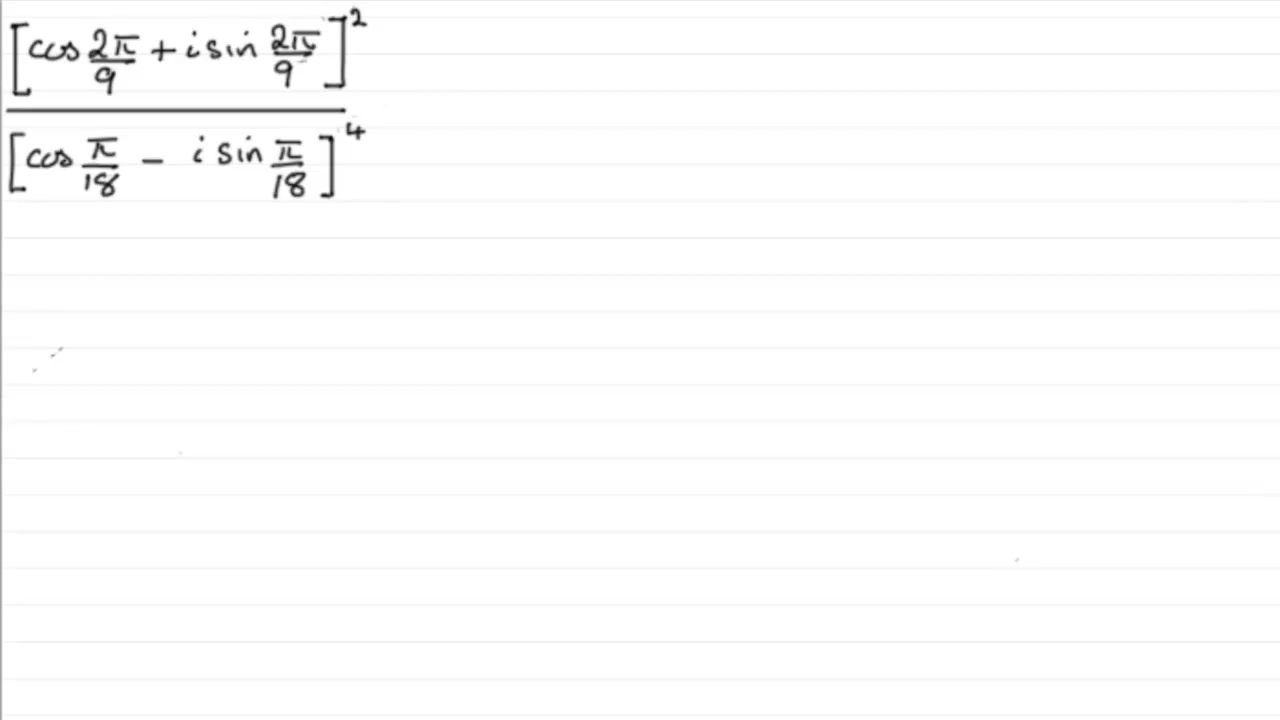 [cos 2π/9 + i sin 2π/9]²
[cos π/18 - i sin π/18]⁴